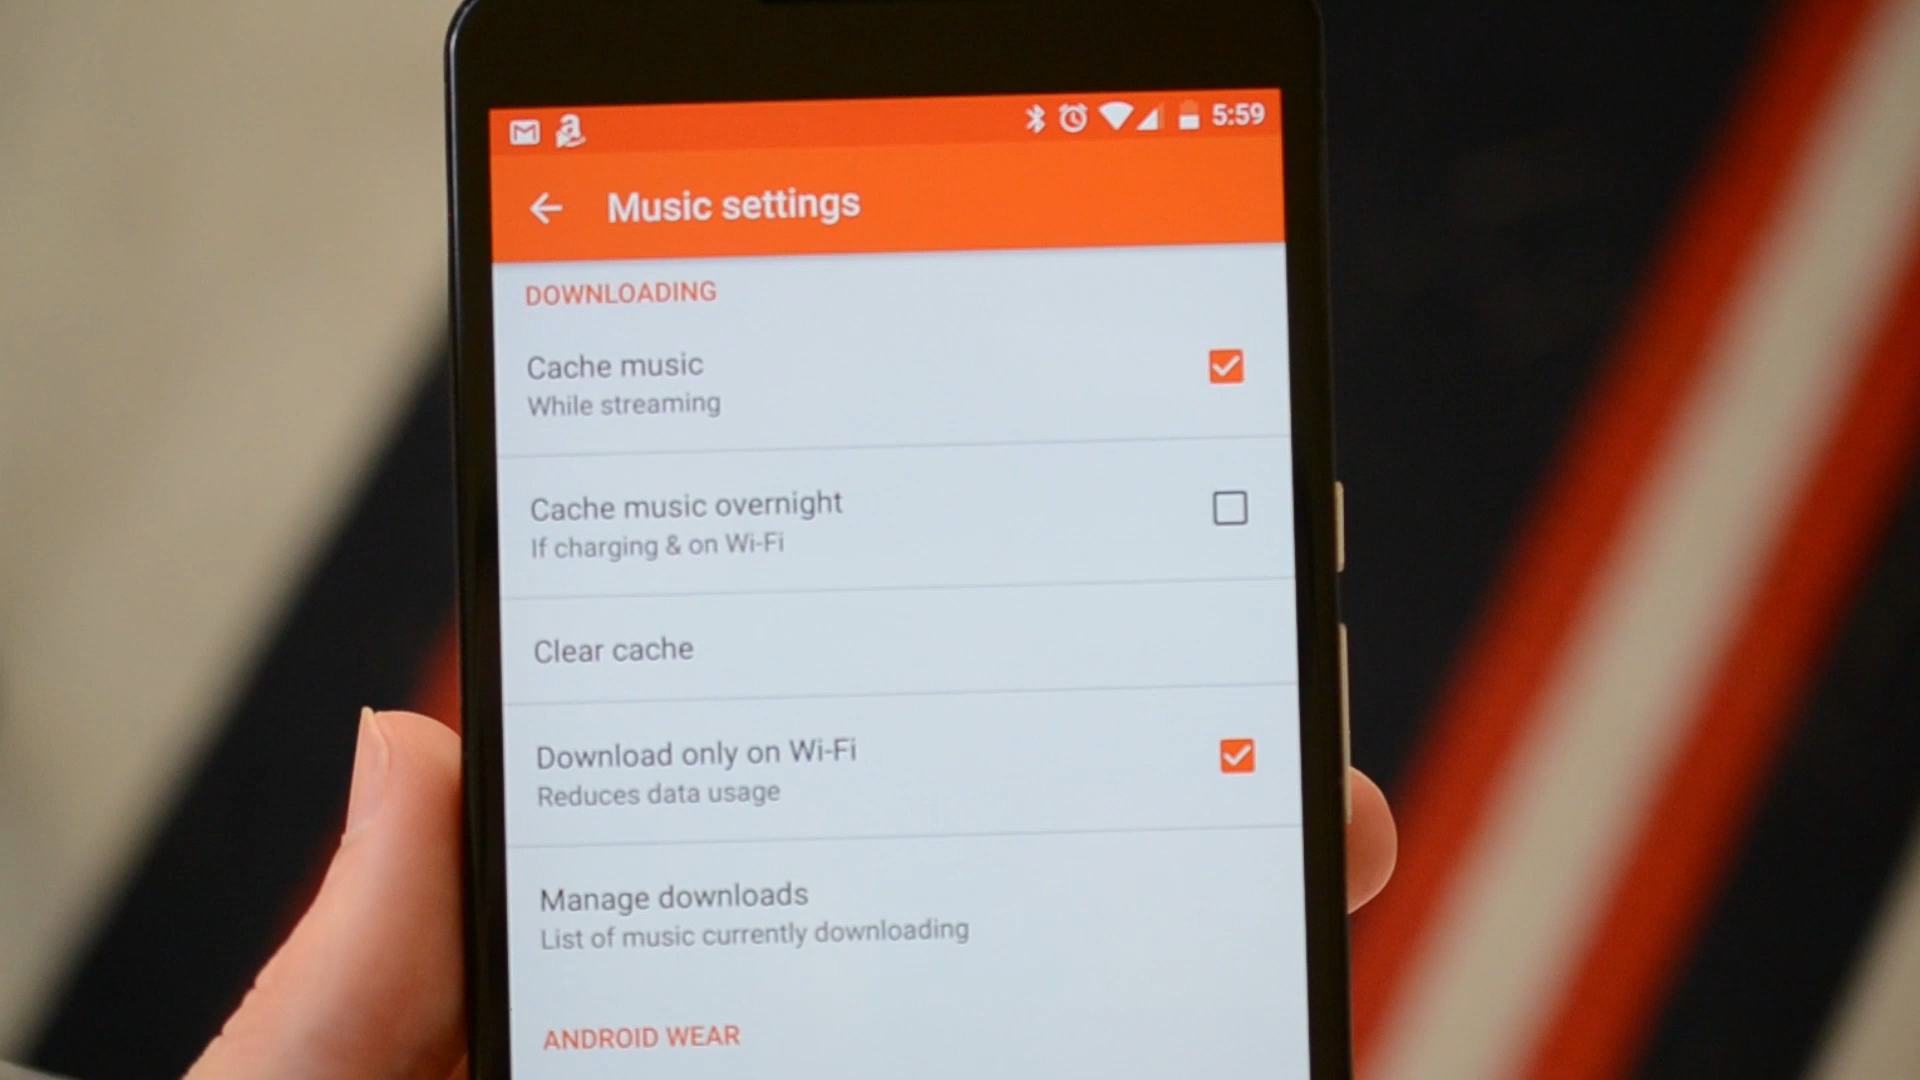 5:59
Music settings
DOWNLOADING
Cache music
While streaming
Cache music overnight
If charging & on Wi-Fi
Clear cache
Download only on Wi-Fi
Reduces data usage
Manage downloads
List of music currently downloading
ANDROID WEAR